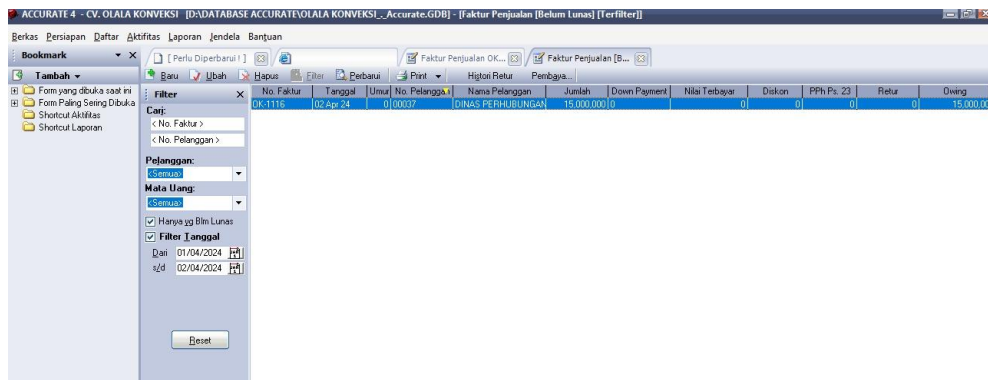 ACCURATE 4 - CV. OLALA KONVEKSI [D:\DATABASE ACCURATE\OLALA KONVEKSI_._Accurate.GDB] - [Faktur Penjualan [Belum Lunas] [Terfilter]]
Berkas Persiapan Daftar Aktifitas Laporan Jendela Bantuan
Bookmark
[ Perlu Diperbarui ! ]
Faktur Penjualan OK...
Faktur Penjualan [B...
Tambah
Baru Ubah Hapus Filter Perbarui Print Histori Retur Pembaya...
Form yang dibuka saat ini
Form Paling Sering Dibuka
Shortcut Aktifitas
Shortcut Laporan
Filter
Cari:
< No. Faktur >
< No. Pelanggan >
Pelanggan:
<Semua>
Mata Uang:
<Semua>
Hanya yg Blm Lunas
Filter Tanggal
Dari 01/04/2024
s/d 02/04/2024
Reset
No. Faktur Tanggal Umur No. Pelangga Nama Pelanggan Jumlah Down Payment Nilai Terbayar Diskon PPh Ps. 23 Retur Owing
OK-1116 02 Apr 24 0 00037 DINAS PERHUBUNGAN 15,000,000 0 0 0 0 0 15,000,00